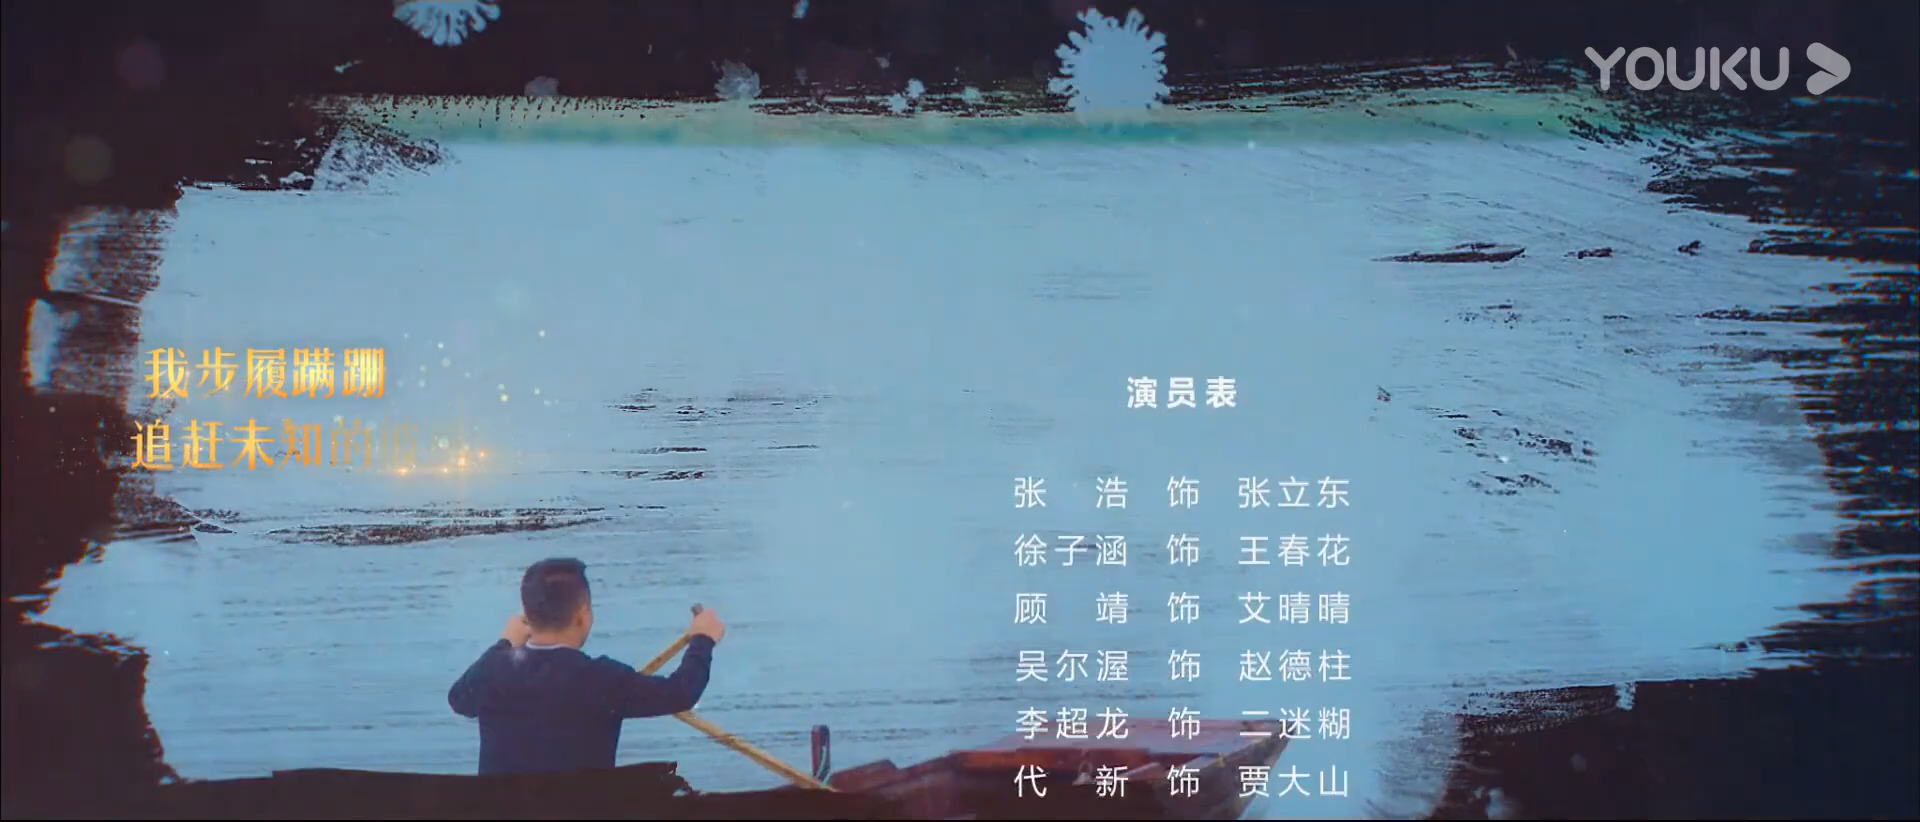 YOUKU
我步履蹒跚
追赶未知的
演员表
张 浩 饰 张立东
徐子涵 饰 王春花
顾 靖 饰 艾晴晴
吴尔渥 饰 赵德柱
李超龙 饰 二迷糊
代 新 饰 贾大山